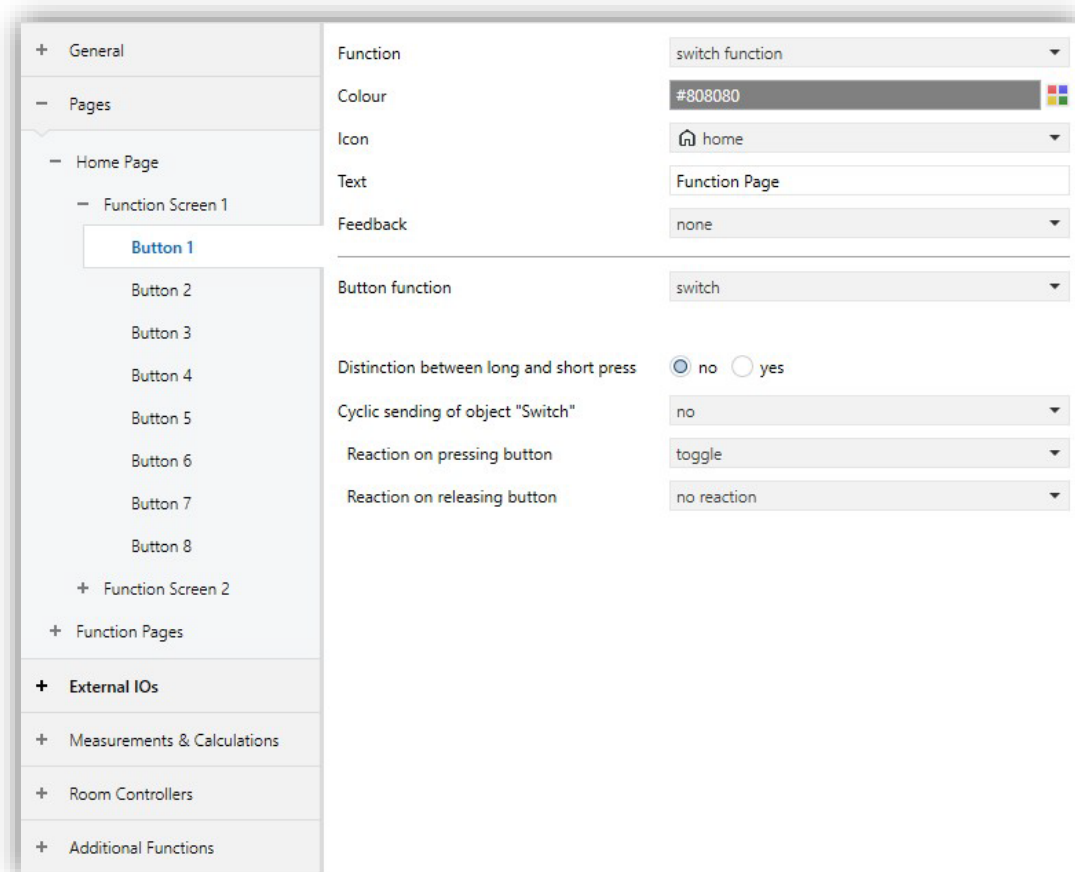 + General
− Pages
− Home Page
− Function Screen 1
Button 1
Button 2
Button 3
Button 4
Button 5
Button 6
Button 7
Button 8
+ Function Screen 2
+ Function Pages
+ External IOs
+ Measurements & Calculations
+ Room Controllers
+ Additional Functions
Function switch function
Colour #808080
Icon home
Text Function Page
Feedback none
Button function switch
Distinction between long and short press no yes
Cyclic sending of object "Switch" no
Reaction on pressing button toggle
Reaction on releasing button no reaction